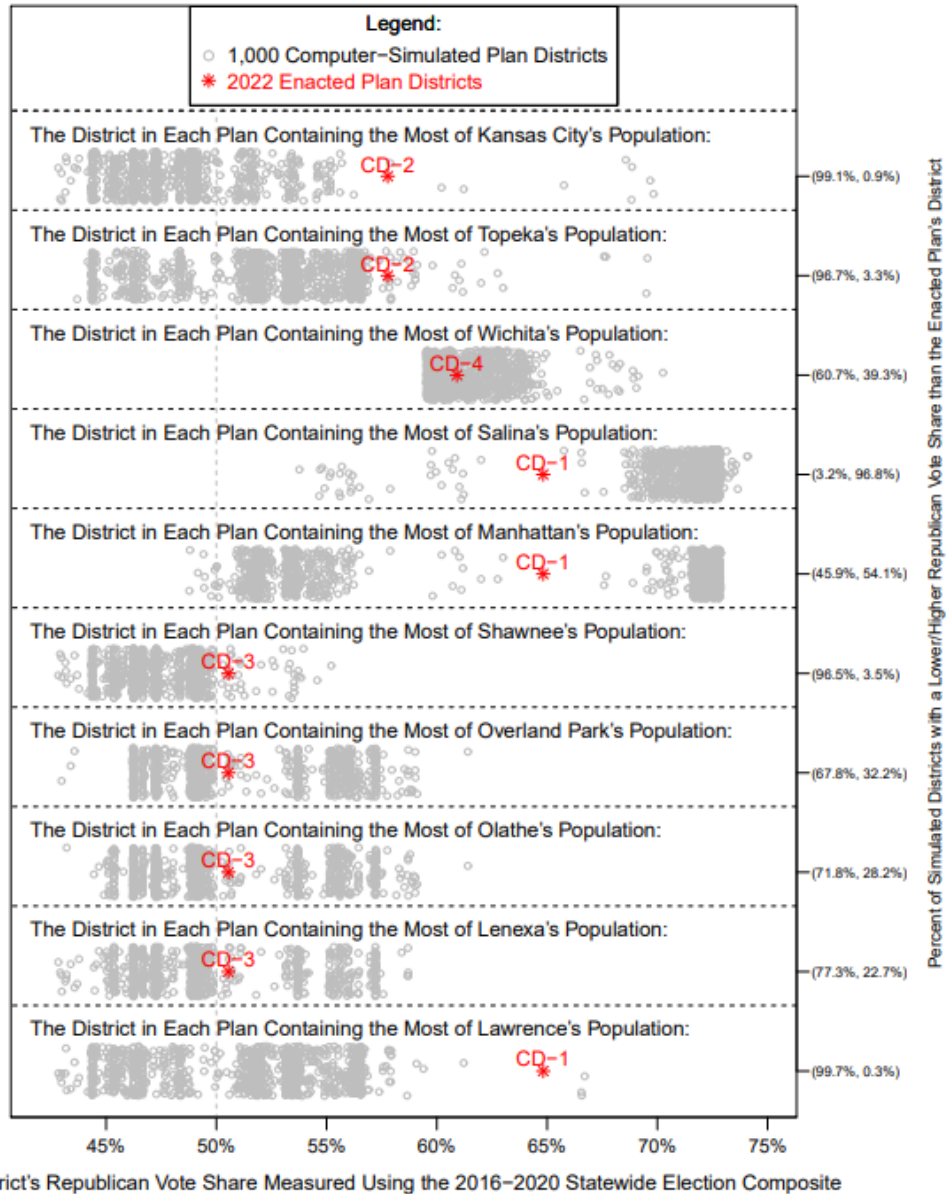 Legend:
1,000 Computer−Simulated Plan Districts
2022 Enacted Plan Districts
The District in Each Plan Containing the Most of Kansas City's Population:
CD−2
(99.1%, 0.9%)
The District in Each Plan Containing the Most of Topeka's Population:
CD−2
(96.7%, 3.3%)
The District in Each Plan Containing the Most of Wichita's Population:
CD−4
(60.7%, 39.3%)
The District in Each Plan Containing the Most of Salina's Population:
CD−1
(3.2%, 96.8%)
The District in Each Plan Containing the Most of Manhattan's Population:
CD−1
(45.9%, 54.1%)
The District in Each Plan Containing the Most of Shawnee's Population:
CD−3
(96.5%, 3.5%)
The District in Each Plan Containing the Most of Overland Park's Population:
CD−3
(67.8%, 32.2%)
The District in Each Plan Containing the Most of Olathe's Population:
CD−3
(71.8%, 28.2%)
The District in Each Plan Containing the Most of Lenexa's Population:
CD−3
(77.3%, 22.7%)
The District in Each Plan Containing the Most of Lawrence's Population:
CD−1
(99.7%, 0.3%)
Percent of Simulated Districts with a Lower/Higher Republican Vote Share than the Enacted Plan's District
45% 50% 55% 60% 65% 70% 75%
rict's Republican Vote Share Measured Using the 2016−2020 Statewide Election Composite